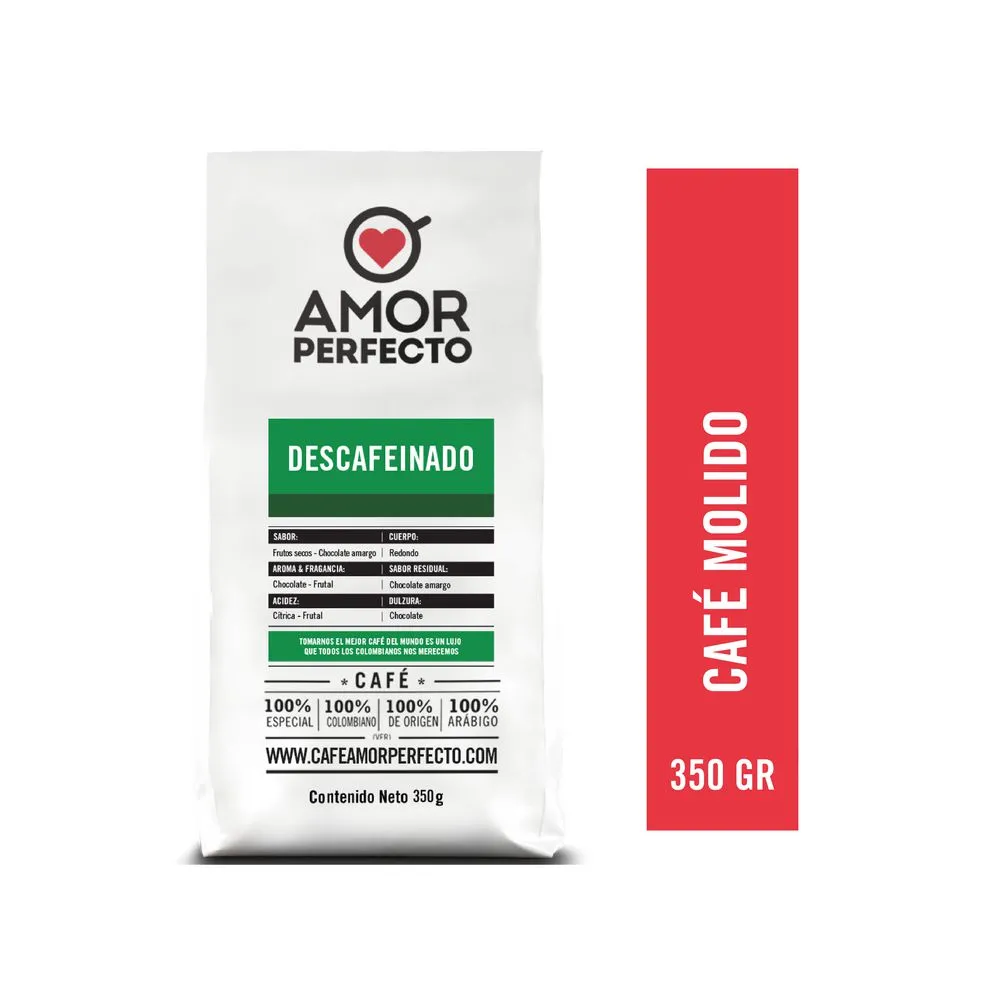 AMOR
PERFECTO
DESCAFEINADO
SABOR: | CUERPO:
Frutos secos - Chocolate amargo | Redondo
AROMA & FRAGANCIA: | SABOR RESIDUAL:
Chocolate - Frutal | Chocolate amargo
ACIDEZ: | DULZURA:
Cítrica - Frutal | Chocolate
TOMARNOS EL MEJOR CAFÉ DEL MUNDO ES UN LUJO
QUE TODOS LOS COLOMBIANOS NOS MERECEMOS
* CAFÉ *
100% | 100% | 100% | 100%
ESPECIAL | COLOMBIANO | DE ORIGEN | ARÁBIGO
(VER)
WWW.CAFEAMORPERFECTO.COM
Contenido Neto 350g
CAFÉ MOLIDO
350 GR